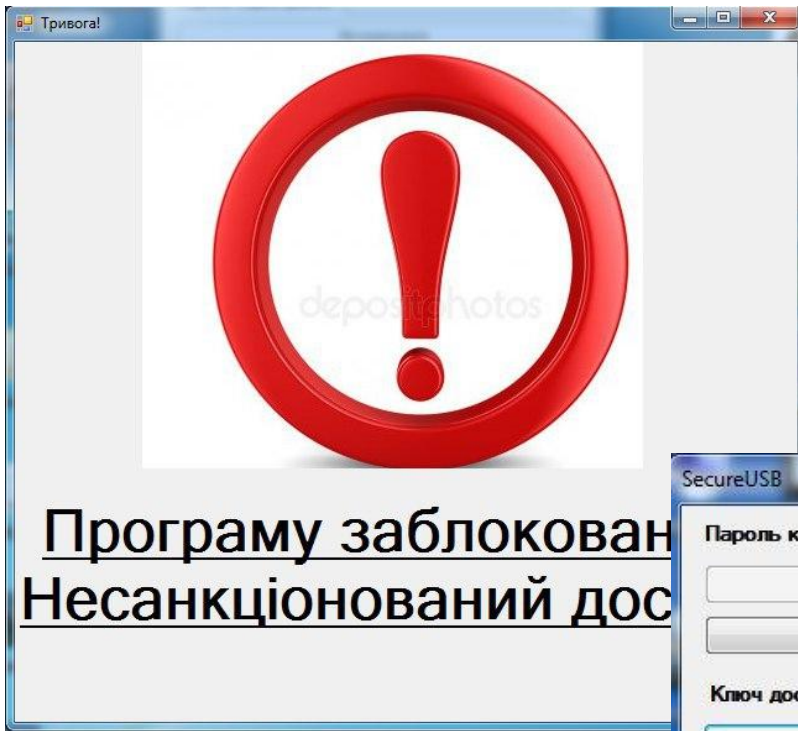 Тривога!
depositphotos
Програму заблокован
Несанкціонований дос
SecureUSB
Пароль к
Ключ дос